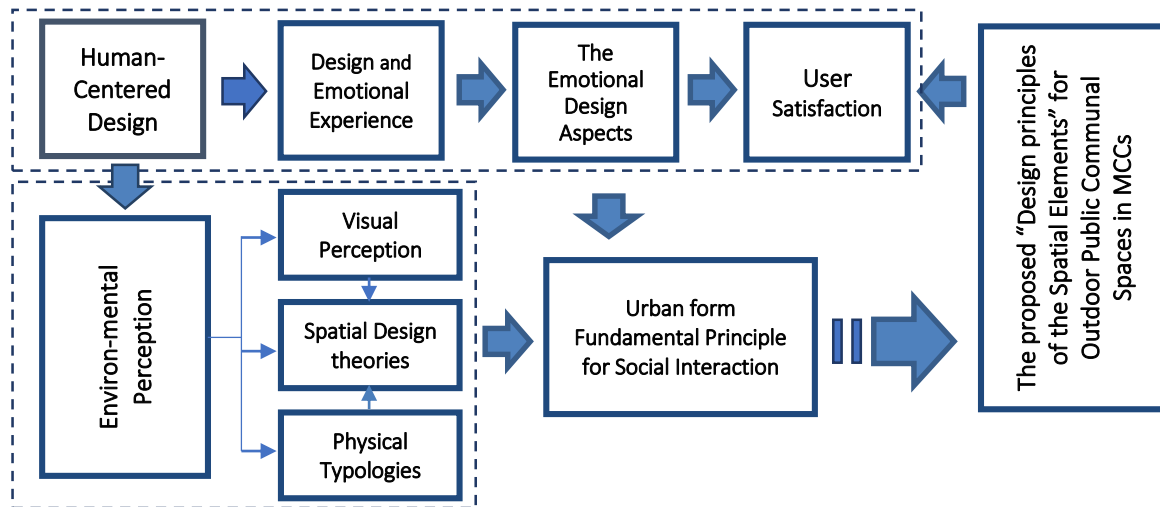 Human-
Centered
Design
Design and
Emotional
Experience
The
Emotional
Design
Aspects
User
Satisfaction
The proposed “Design principles
of the Spatial Elements” for
Outdoor Public Communal
Spaces in MCCs
Environ-mental
Perception
Visual
Perception
Spatial Design
theories
Physical
Typologies
Urban form
Fundamental Principle
for Social Interaction